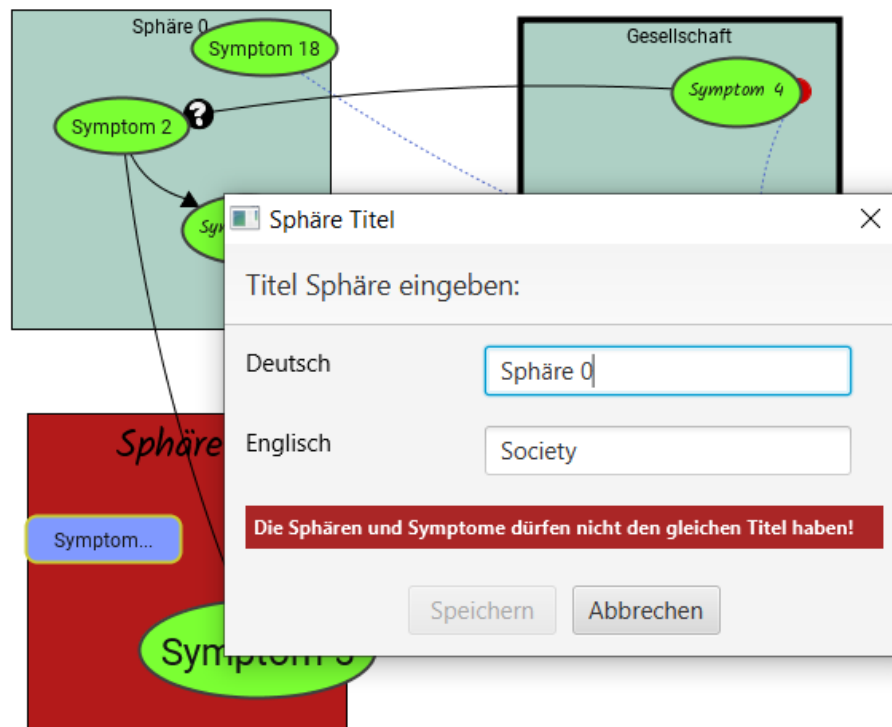 Sphäre 0
Symptom 18
Gesellschaft
Symptom 4
?
Symptom 2
Sphäre Titel
Titel Sphäre eingeben:
Deutsch
Sphäre 0
Englisch
Society
Die Sphären und Symptome dürfen nicht den gleichen Titel haben!
Speichern
Abbrechen
Sphäre
Symptom...